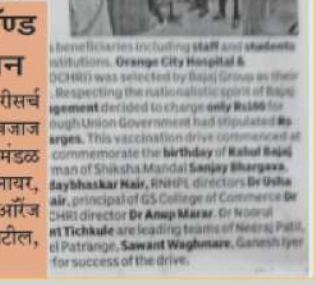 ॉण्ड
न
रीसर्च
बजाज
मंडळ
नायर,
ऑरेंज
टील,
beneficiaries including staff and students
stitutions. Orange City Hospital &
OCHRI) was selected by Bajaj Group as their
. Respecting the nationalistic spirit of Bajaj
gement decided to charge only Rs100 for
ough Union Government had stipulated Rs
arges. This vaccination drive commenced at
commemorate the birthday of Rahul Bajaj
man of Shiksha Mandal Sanjay Bhargava,
daybhaskar Nair, RNHPL directors Dr Usha
air, principal of GS College of Commerce Dr
CHRI director Dr Anup Marar. Dr Noorul
nt Tichkule are leading teams of Neeraj Patil,
el Patrange, Sawant Waghmare, Ganesh Iyer
for success of the drive.